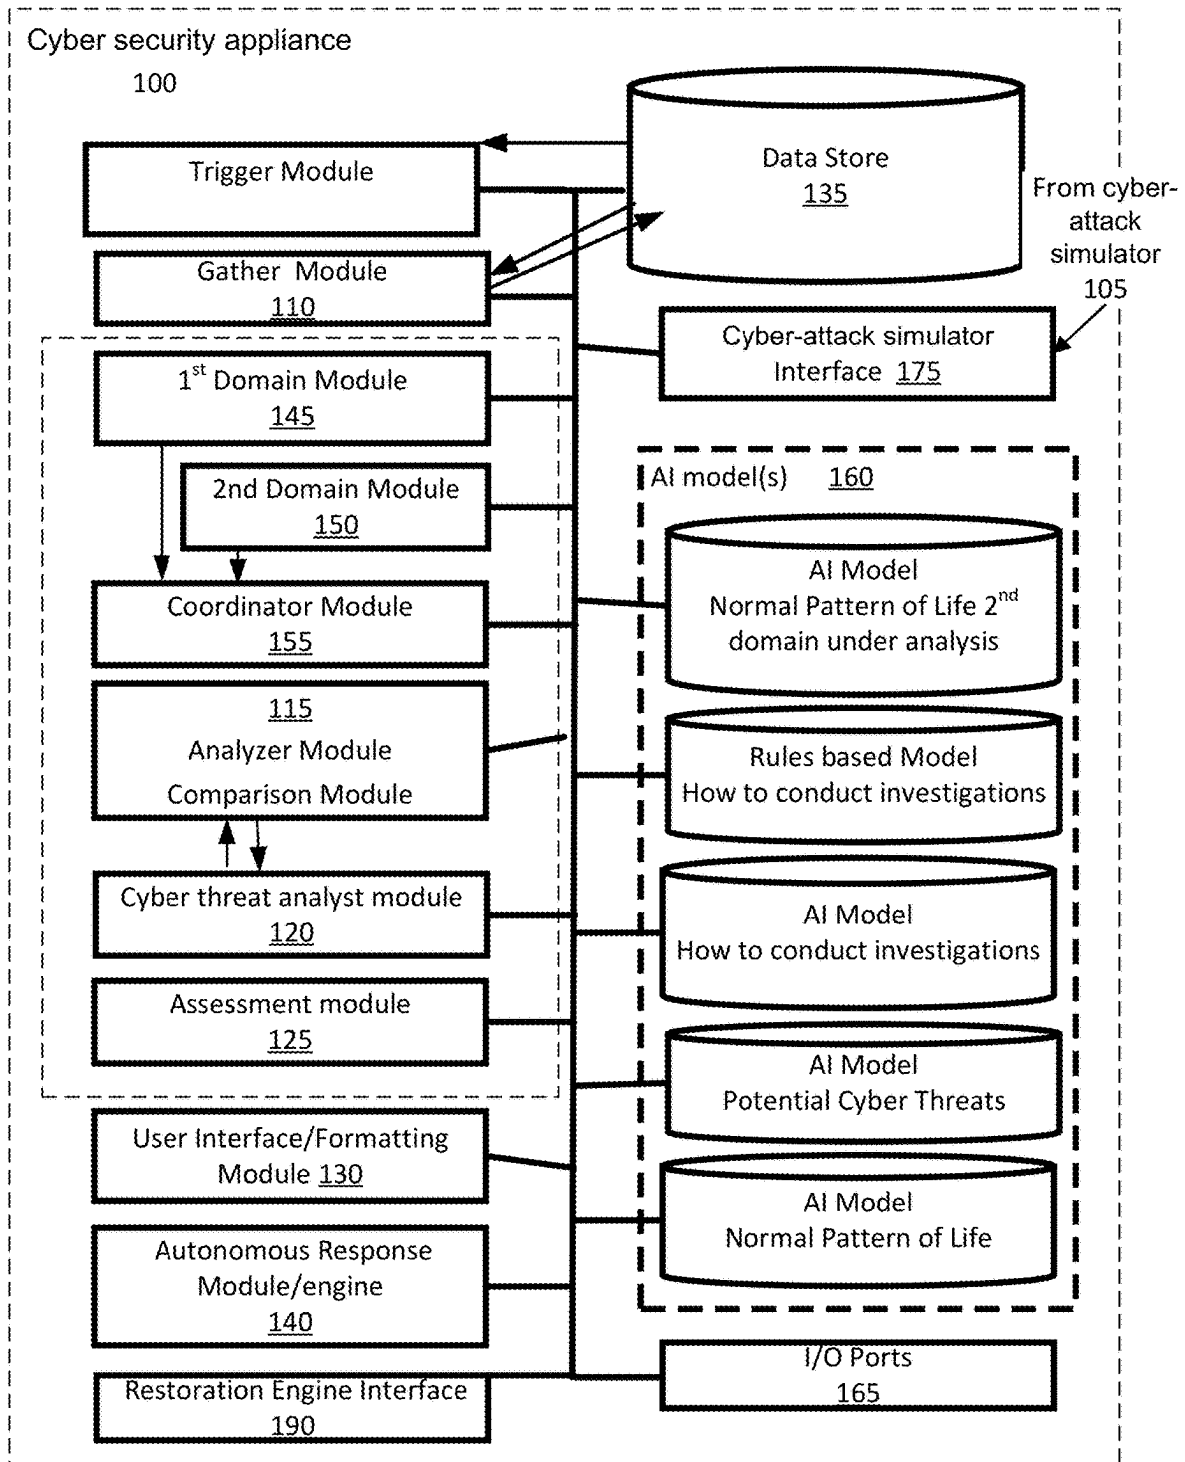 Cyber security appliance
100
Trigger Module
Data Store
135
From cyber-
attack
simulator
105
Gather Module
110
Cyber-attack simulator
Interface 175
1st Domain Module
145
2nd Domain Module
150
Coordinator Module
155
115
Analyzer Module
Comparison Module
Cyber threat analyst module
120
Assessment module
125
User Interface/Formatting
Module 130
Autonomous Response
Module/engine
140
Restoration Engine Interface
190
AI model(s) 160
AI Model
Normal Pattern of Life 2nd
domain under analysis
Rules based Model
How to conduct investigations
AI Model
How to conduct investigations
AI Model
Potential Cyber Threats
AI Model
Normal Pattern of Life
I/O Ports
165